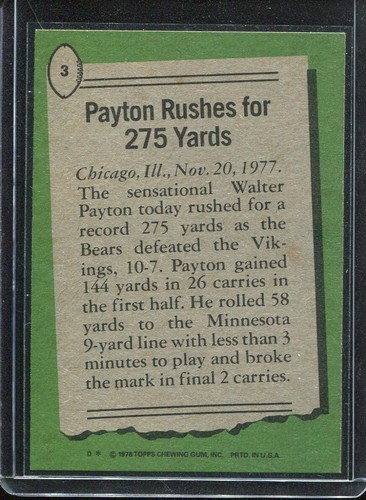 3
Payton Rushes for
275 Yards
Chicago, Ill., Nov. 20, 1977.
The sensational Walter
Payton today rushed for a
record 275 yards as the
Bears defeated the Vik-
ings, 10-7. Payton gained
144 yards in 26 carries in
the first half. He rolled 58
yards to the Minnesota
9-yard line with less than 3
minutes to play and broke
the mark in final 2 carries.
D * © 1978 TOPPS CHEWING GUM, INC. PRTD. IN U.S.A.